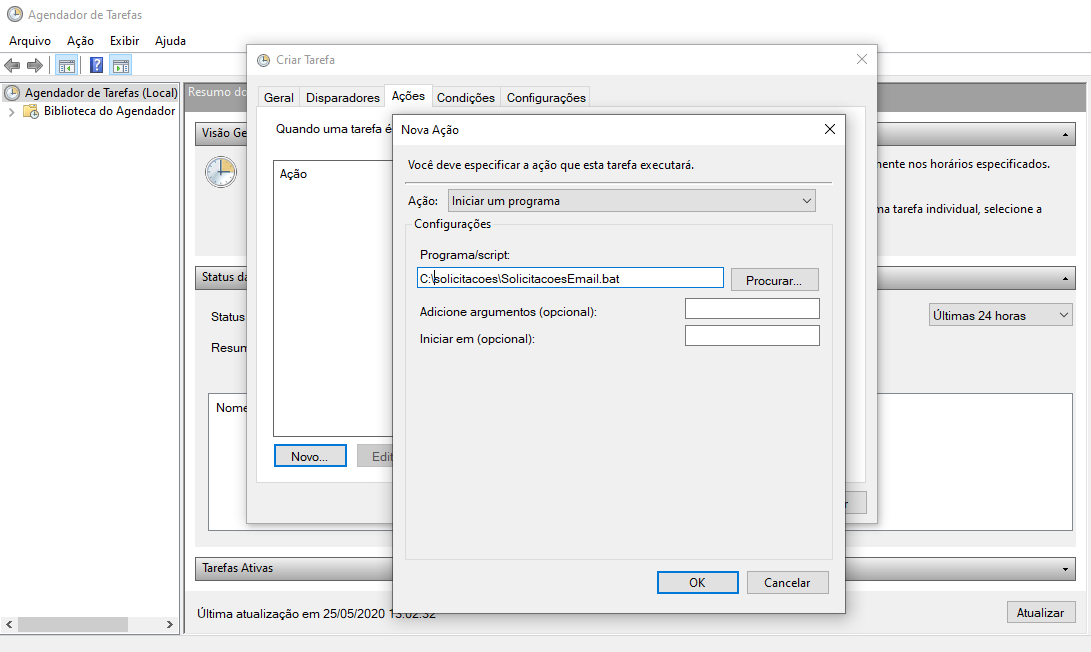 Agendador de Tarefas
Arquivo Ação Exibir Ajuda
Agendador de Tarefas (Local)
Biblioteca do Agendador
Resumo do
Visão Ge
mente nos horários especificados.
ma tarefa individual, selecione a
Status da
Status
Últimas 24 horas
Resum
Nome
Tarefas Ativas
Última atualização em 25/05/2020 15:02:32
Atualizar
Criar Tarefa
Geral Disparadores Ações Condições Configurações
Quando uma tarefa é
Ação
Novo... Edit
r
Nova Ação
Você deve especificar a ação que esta tarefa executará.
Ação: Iniciar um programa
Configurações
Programa/script:
C:\solicitacoes\SolicitacoesEmail.bat Procurar...
Adicione argumentos (opcional):
Iniciar em (opcional):
OK Cancelar